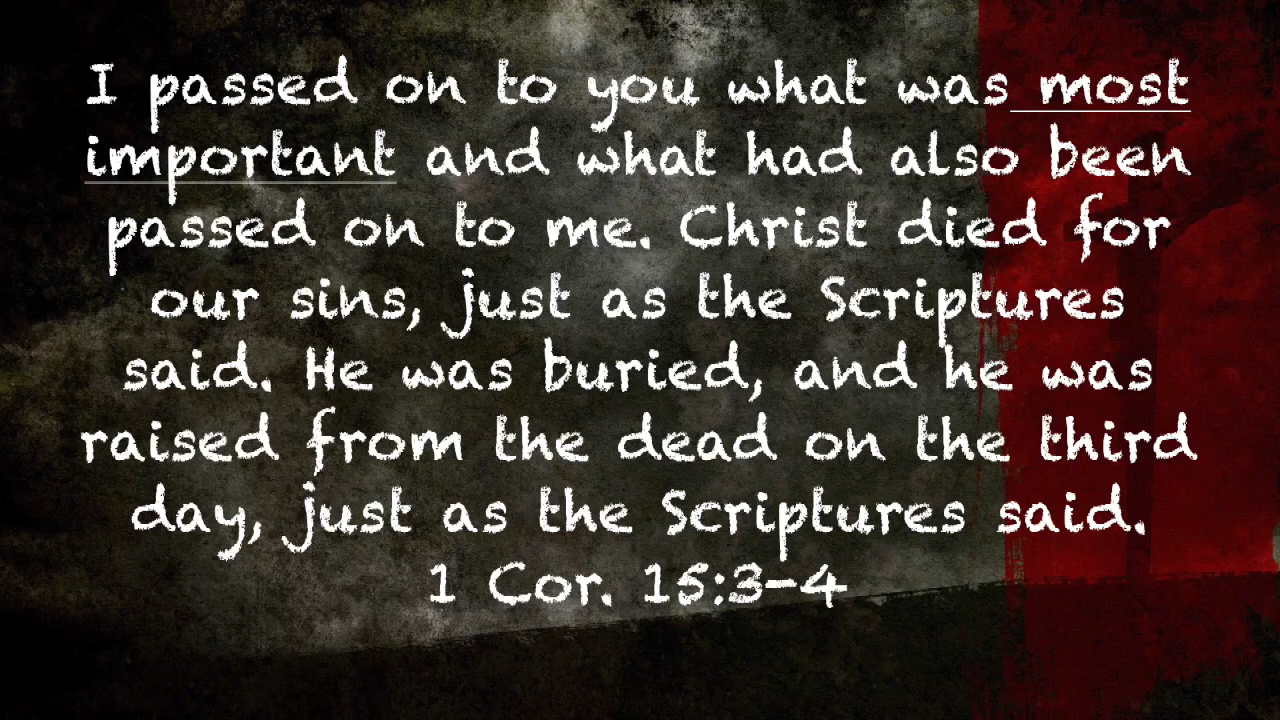 I passed on to you what was most
important and what had also been
passed on to me. Christ died for
our sins, just as the Scriptures
said. He was buried, and he was
raised from the dead on the third
day, just as the Scriptures said.
1 Cor. 15:3-4